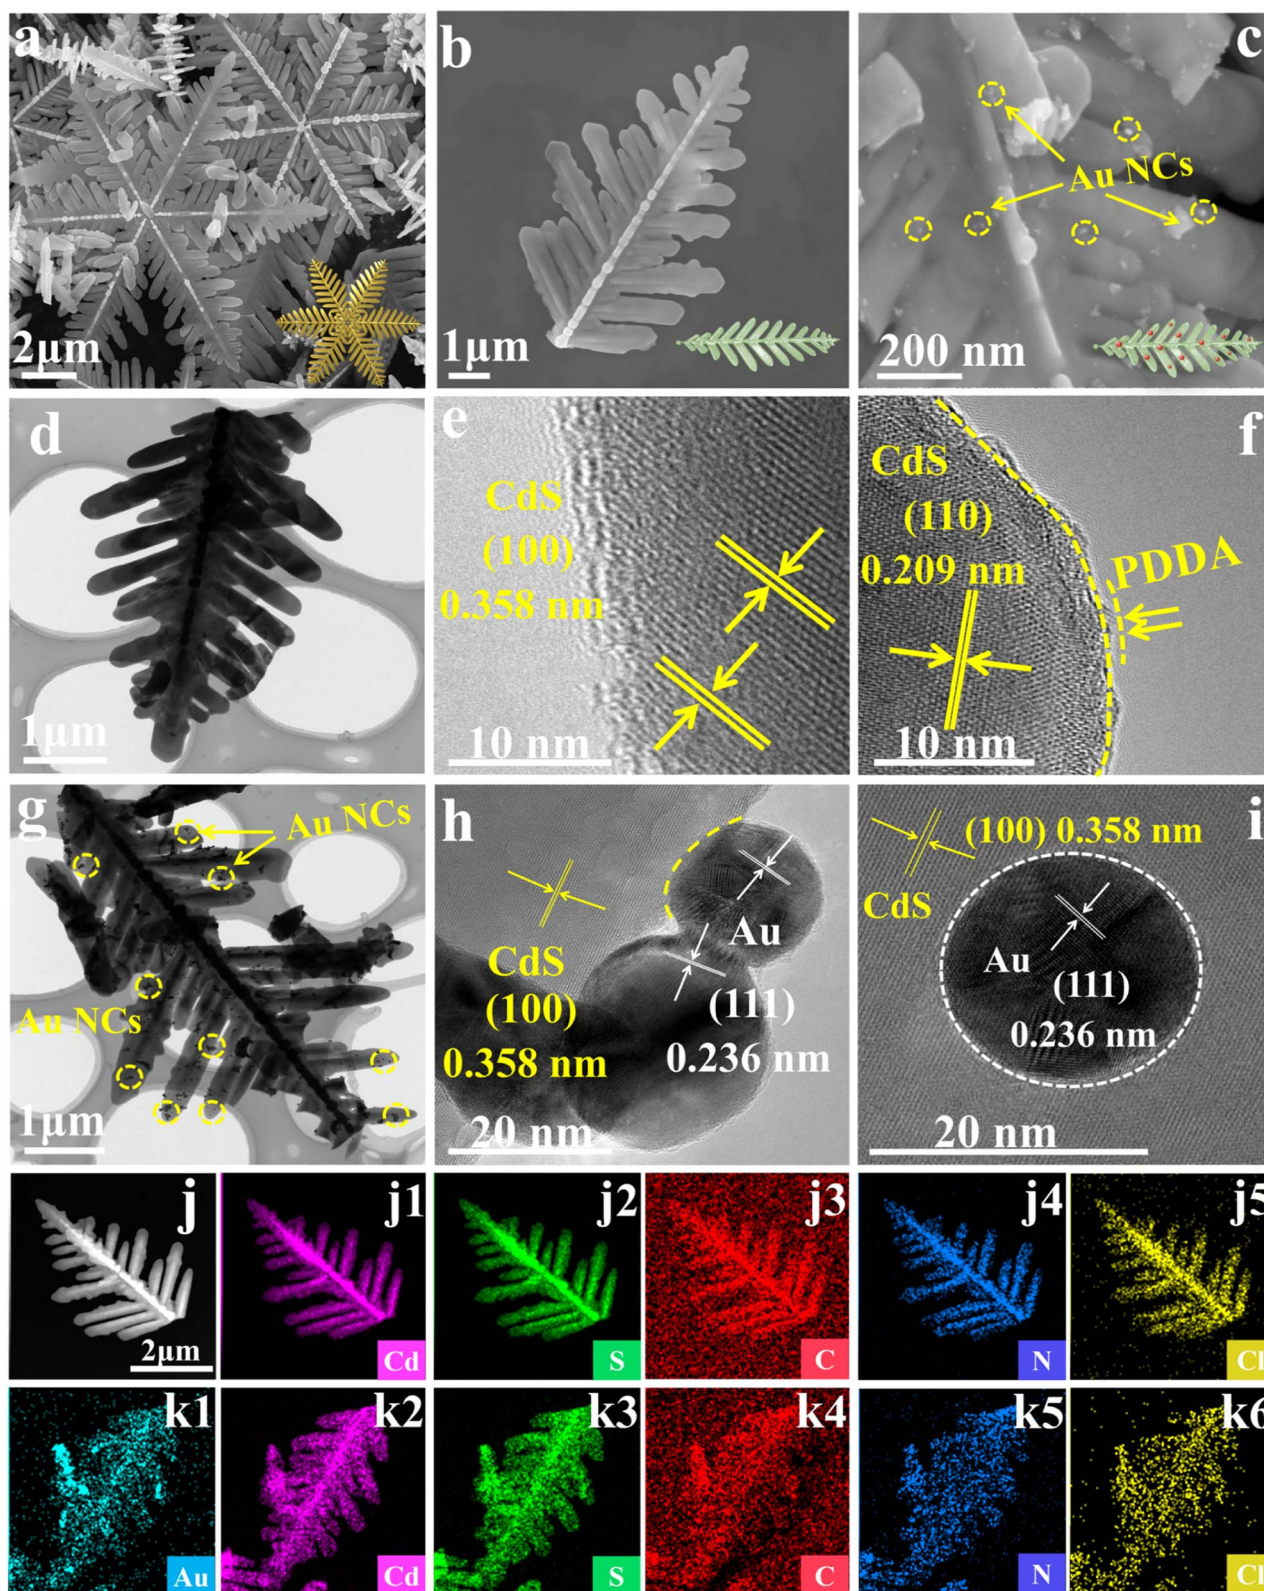 a
2μm
b
1μm
c
Au NCs
200 nm
d
1μm
e
CdS
(100)
0.358 nm
10 nm
f
CdS
(110)
0.209 nm
PDDA
10 nm
g
Au NCs
Au NCs
1μm
h
Au
CdS
(100)
0.358 nm
(111)
0.236 nm
20 nm
i
(100) 0.358 nm
CdS
Au
(111)
0.236 nm
20 nm
j
2μm
j1
Cd
j2
S
j3
C
j4
N
j5
Cl
k1
Au
k2
Cd
k3
S
k4
C
k5
N
k6
Cl